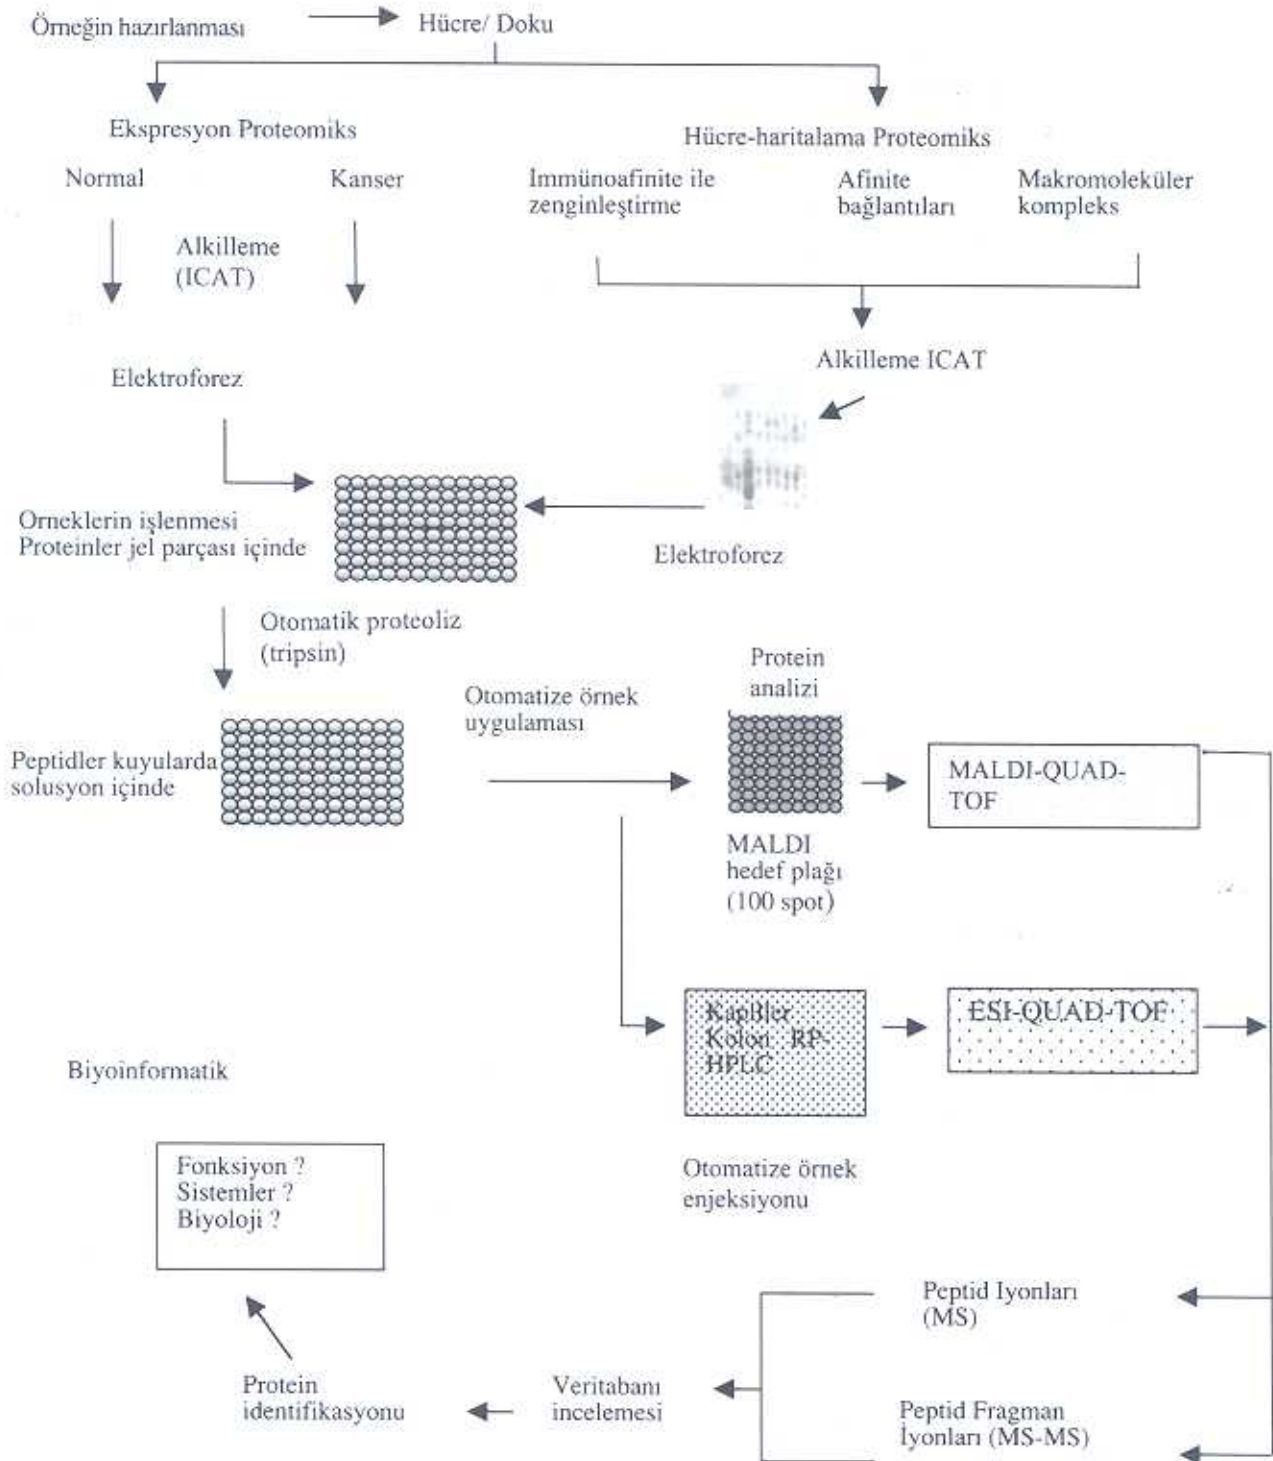 Örneğin hazırlanması
Hücre/ Doku
Ekspresyon Proteomiks
Hücre-haritalama Proteomiks
Normal
Kanser
İmmünoafinite ile
zenginleştirme
Afinite
bağlantıları
Makromoleküler
kompleks
Alkilleme
(ICAT)
Alkilleme ICAT
Elektroforez
Orneklerin işlenmesi
Proteinler jel parçası içinde
Elektroforez
Otomatik proteoliz
(tripsin)
Peptidler kuyularda
solusyon içinde
Otomatize örnek
uygulaması
Protein
analizi
MALDI
hedef plağı
(100 spot)
MALDI-QUAD-
TOF
Kapiller
Kolon RP-
HPLC
ESI-QUAD-TOF
Otomatize örnek
enjeksiyonu
Biyoinformatik
Fonksiyon ?
Sistemler ?
Biyoloji ?
Peptid Iyonları
(MS)
Peptid Fragman
İyonları (MS-MS)
Veritabanı
incelemesi
Protein
identifikasyonu